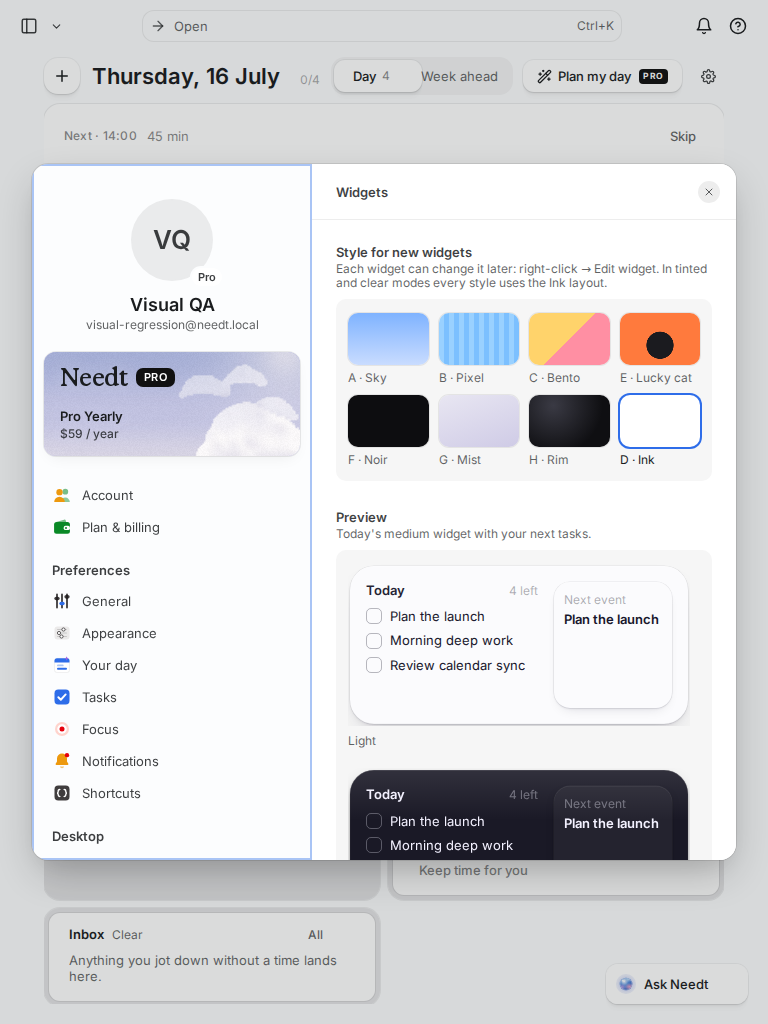 Open
Ctrl+K
Thursday, 16 July
0/4
Day 4
Week ahead
Plan my day PRO
Next · 14:00 45 min
Skip
VQ
Pro
Visual QA
visual-regression@needt.local
Needt PRO
Pro Yearly
$59 / year
Account
Plan & billing
Preferences
General
Appearance
Your day
Tasks
Focus
Notifications
Shortcuts
Desktop
Widgets
Style for new widgets
Each widget can change it later: right-click → Edit widget. In tinted
and clear modes every style uses the Ink layout.
A · Sky
B · Pixel
C · Bento
E · Lucky cat
F · Noir
G · Mist
H · Rim
D · Ink
Preview
Today's medium widget with your next tasks.
Today
4 left
Plan the launch
Morning deep work
Review calendar sync
Next event
Plan the launch
Light
Today
4 left
Plan the launch
Morning deep work
Next event
Plan the launch
Keep time for you
Inbox Clear
All
Anything you jot down without a time lands
here.
Ask Needt